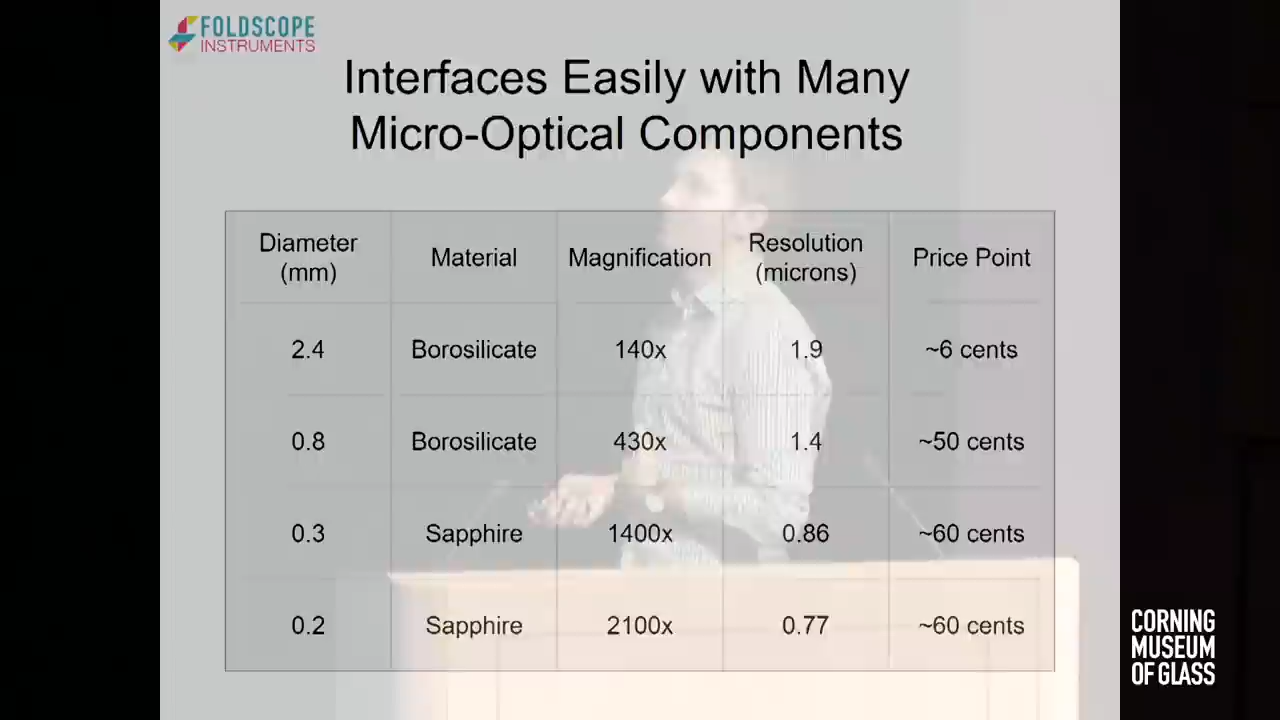 FOLDSCOPE
INSTRUMENTS
Interfaces Easily with Many
Micro-Optical Components
Diameter (mm) Material Magnification Resolution (microns) Price Point
2.4 Borosilicate 140x 1.9 ~6 cents
0.8 Borosilicate 430x 1.4 ~50 cents
0.3 Sapphire 1400x 0.86 ~60 cents
0.2 Sapphire 2100x 0.77 ~60 cents
CORNING
MUSEUM
OF GLASS